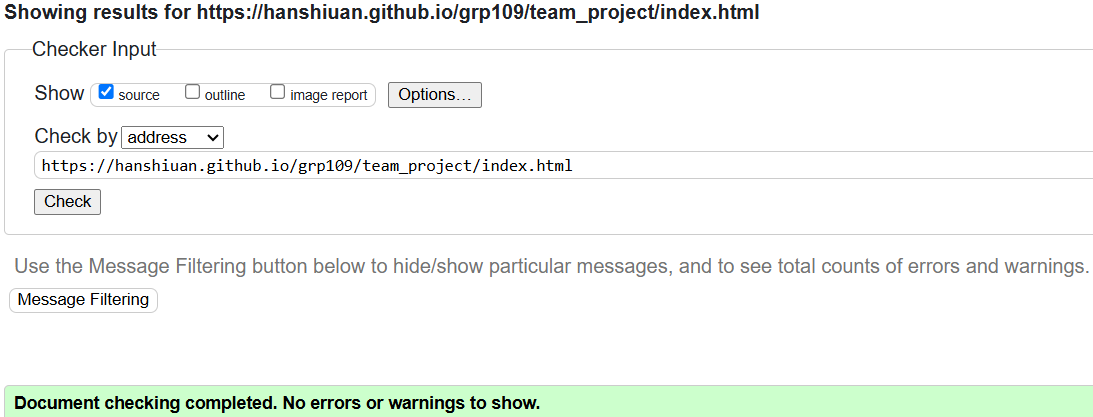 Showing results for https://hanshiuan.github.io/grp109/team_project/index.html
Checker Input
Show source outline image report Options...
Check by address
https://hanshiuan.github.io/grp109/team_project/index.html
Check
Use the Message Filtering button below to hide/show particular messages, and to see total counts of errors and warnings.
Message Filtering
Document checking completed. No errors or warnings to show.